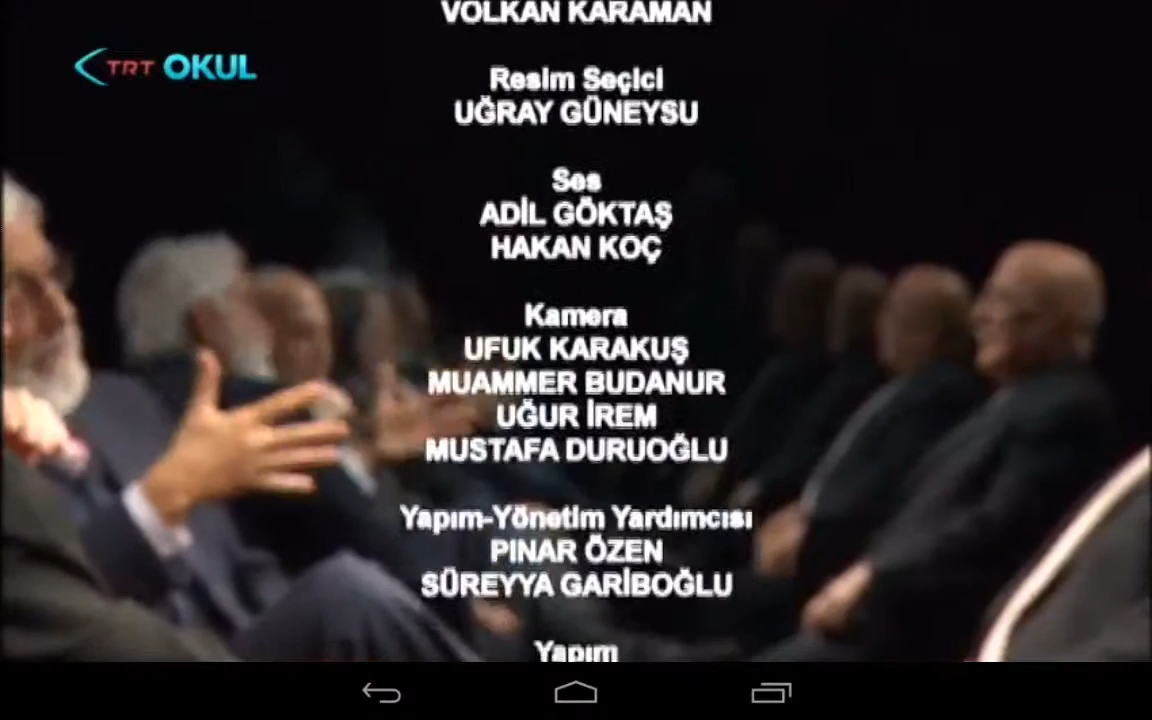 VOLKAN KARAMAN
TRT OKUL
Resim Seçici
UĞRAY GÜNEYSU
Ses
ADİL GÖKTAŞ
HAKAN KOÇ
Kamera
UFUK KARAKUŞ
MUAMMER BUDANUR
UĞUR İREM
MUSTAFA DURUOĞLU
Yapım-Yönetim Yardımcısı
PINAR ÖZEN
SÜREYYA GARİBOĞLU
Yapım